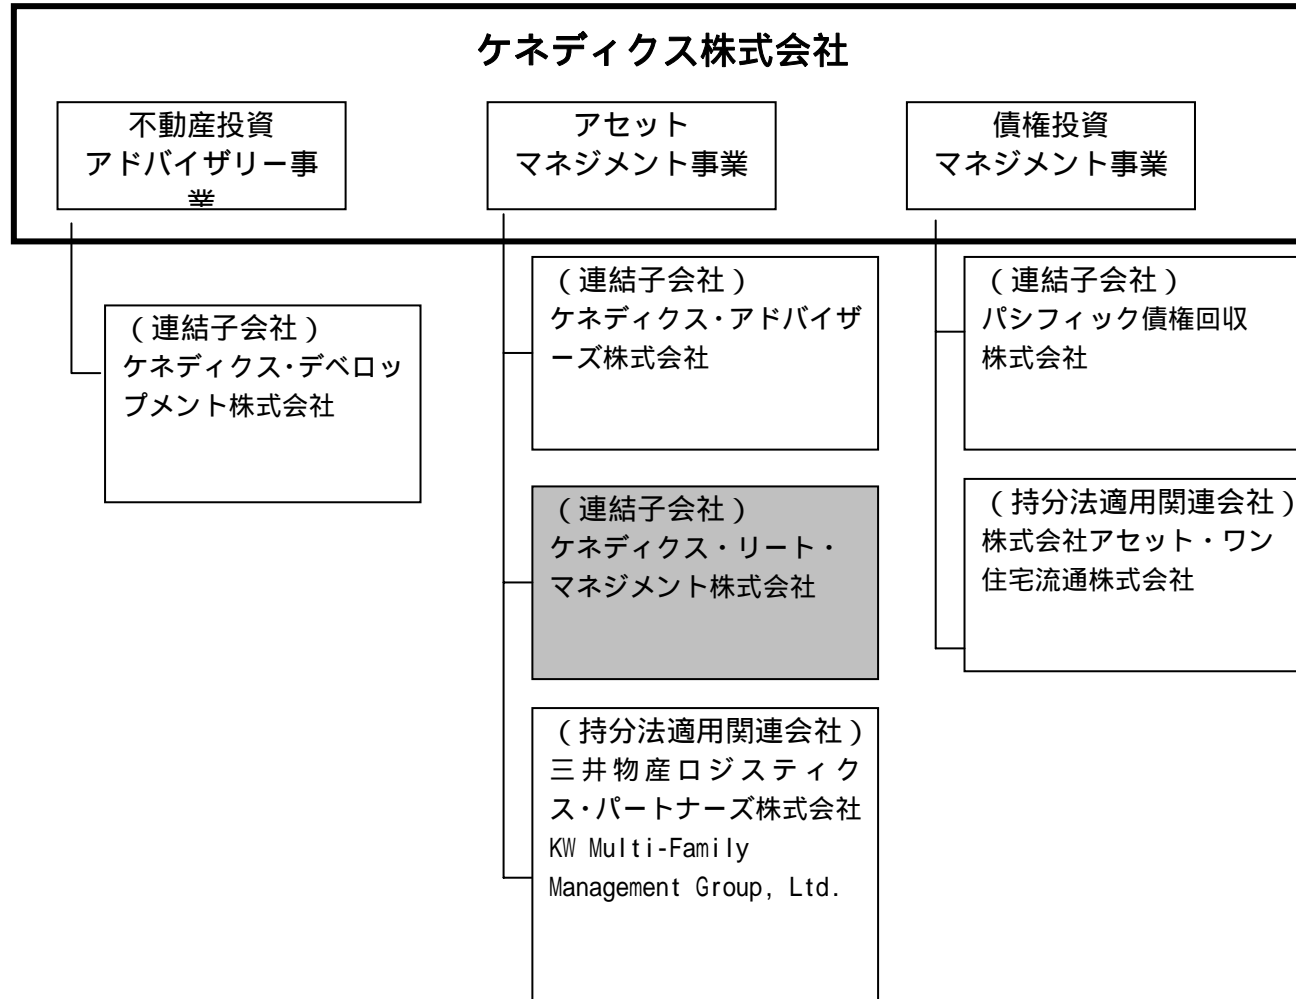 ケネディクス株式会社
不動産投資
アドバイザリー事
業
アセット
マネジメント事業
債権投資
マネジメント事業
（連結子会社）
ケネディクス・デベロッ
プメント株式会社
（連結子会社）
ケネディクス・アドバイザ
ーズ株式会社
（連結子会社）
ケネディクス・リート・
マネジメント株式会社
（持分法適用関連会社）
三井物産ロジスティク
ス・パートナーズ株式会社
KW Multi-Family
Management Group, Ltd.
（連結子会社）
パシフィック債権回収
株式会社
（持分法適用関連会社）
株式会社アセット・ワン
住宅流通株式会社